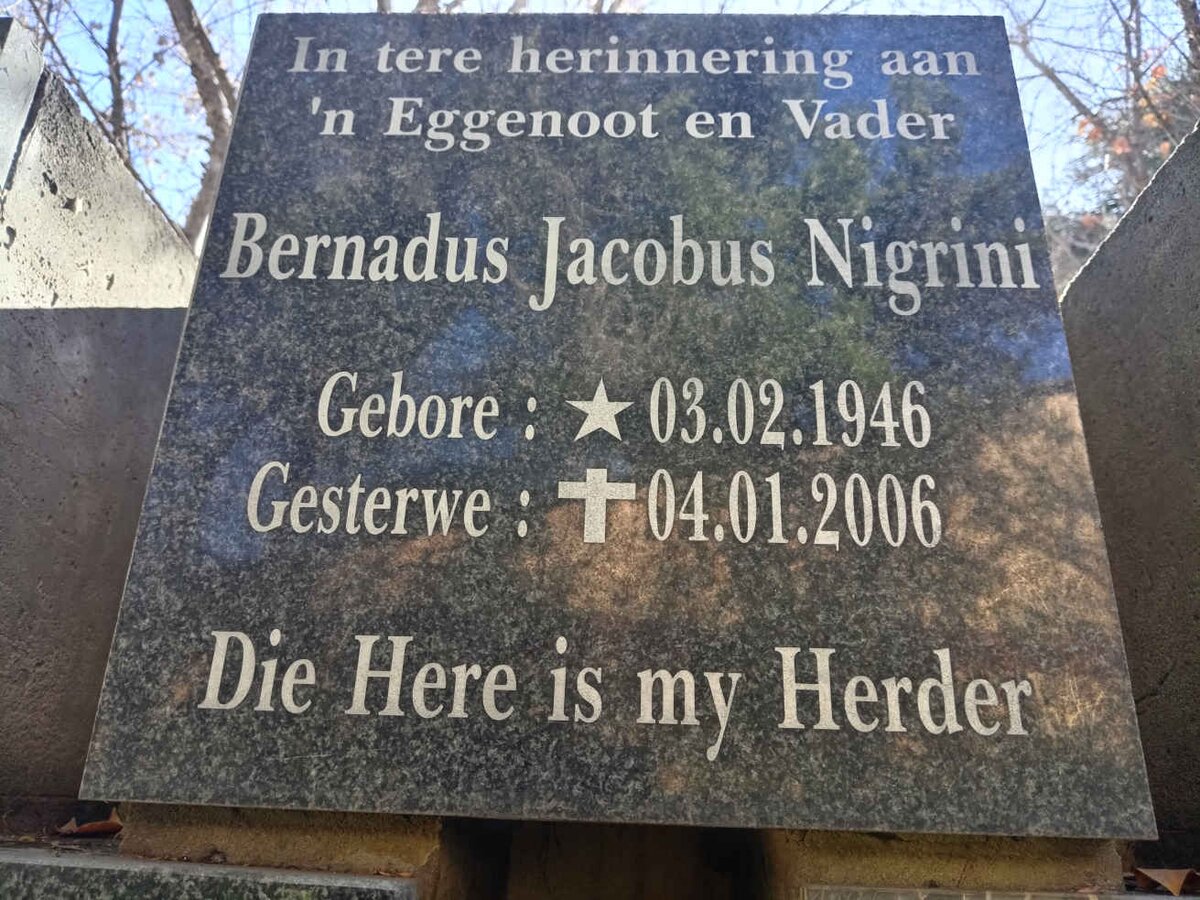 In tere herinnering aan
'n Eggenoot en Vader
Bernadus Jacobus Nigrini
Gebore : ★ 03.02.1946
Gesterwe : ✝ 04.01.2006
Die Here is my Herder